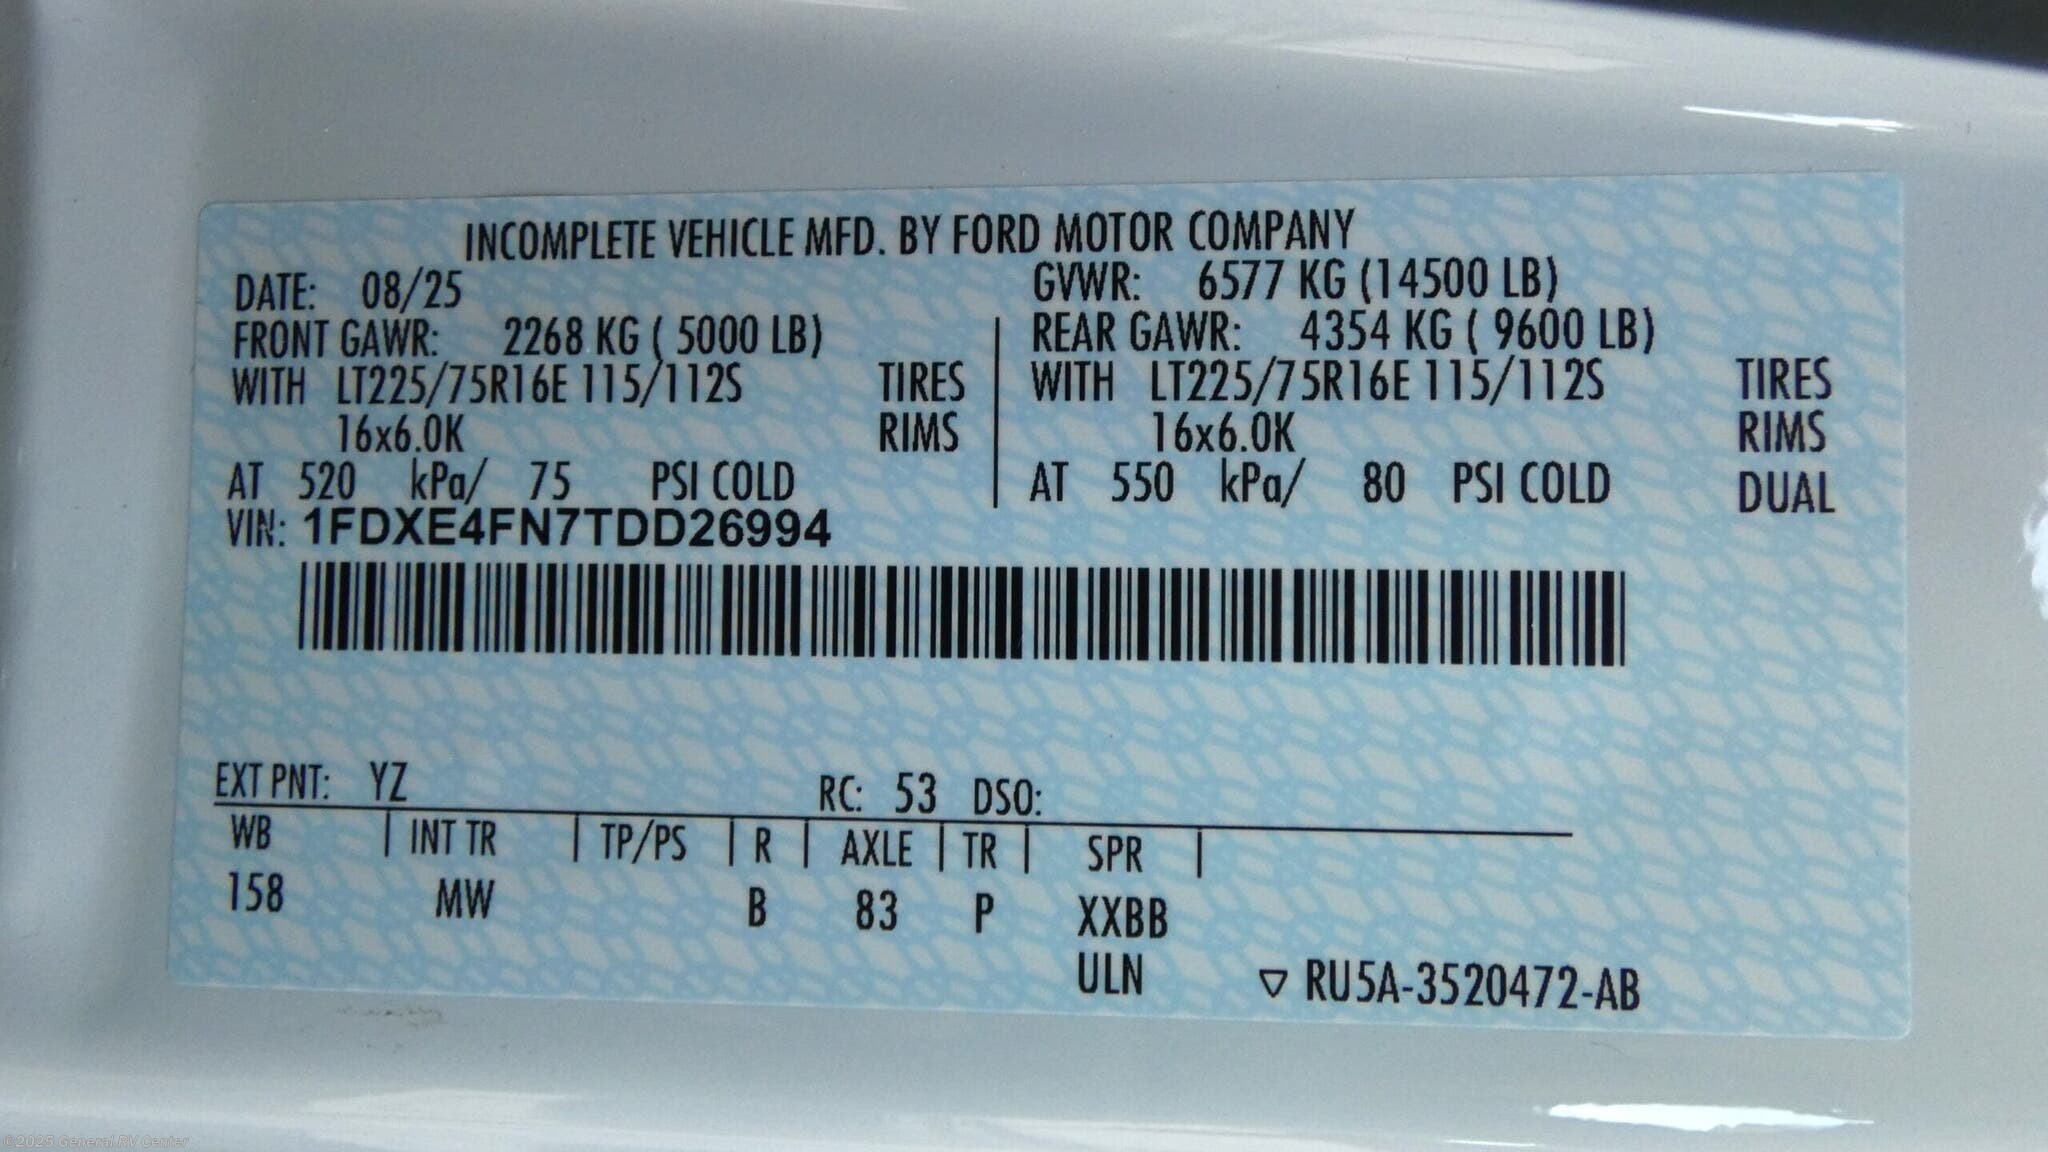 INCOMPLETE VEHICLE MFD. BY FORD MOTOR COMPANY
DATE: 08/25 GVWR: 6577 KG (14500 LB)
FRONT GAWR: 2268 KG ( 5000 LB) REAR GAWR: 4354 KG ( 9600 LB)
WITH LT225/75R16E 115/112S TIRES WITH LT225/75R16E 115/112S TIRES
16x6.0K RIMS 16x6.0K RIMS
AT 520 kPa/ 75 PSI COLD AT 550 kPa/ 80 PSI COLD DUAL
VIN: 1FDXE4FN7TDD26994
EXT PNT: YZ RC: 53 DSO:
WB | INT TR | TP/PS | R | AXLE | TR | SPR |
158 MW B 83 P XXBB
ULN ▽ RU5A-3520472-AB
©2025 General RV Center